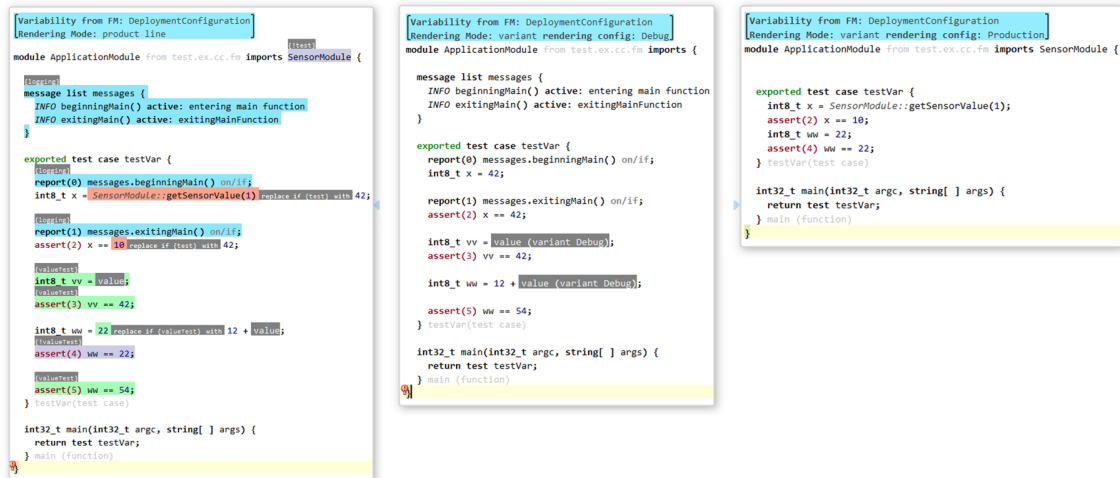 Variability from FM: DeploymentConfiguration
Rendering Mode: product line
{!test}
module ApplicationModule from test.ex.cc.fm imports SensorModule {
{logging}
message list messages {
INFO beginningMain() active: entering main function
INFO exitingMain() active: exitingMainFunction
}
exported test case testVar {
{logging}
report(0) messages.beginningMain() on/if;
int8_t x = SensorModule::getSensorValue(1) replace if {test} with 42;
{logging}
report(1) messages.exitingMain() on/if;
assert(2) x == 10 replace if {test} with 42;
{valueTest}
int8_t vv = value;
{valueTest}
assert(3) vv == 42;
int8_t ww = 22 replace if {valueTest} with 12 + value;
{!valueTest}
assert(4) ww == 22;
{valueTest}
assert(5) ww == 54;
} testVar(test case)
int32_t main(int32_t argc, string[ ] args) {
return test testVar;
} main (function)
}
Variability from FM: DeploymentConfiguration
Rendering Mode: variant rendering config: Debug
module ApplicationModule from test.ex.cc.fm imports {
message list messages {
INFO beginningMain() active: entering main function
INFO exitingMain() active: exitingMainFunction
}
exported test case testVar {
report(0) messages.beginningMain() on/if;
int8_t x = 42;
report(1) messages.exitingMain() on/if;
assert(2) x == 42;
int8_t vv = value (variant Debug);
assert(3) vv == 42;
int8_t ww = 12 + value (variant Debug);
assert(5) ww == 54;
} testVar(test case)
int32_t main(int32_t argc, string[ ] args) {
return test testVar;
} main (function)
}
Variability from FM: DeploymentConfiguration
Rendering Mode: variant rendering config: Production
module ApplicationModule from test.ex.cc.fm imports SensorModule {
exported test case testVar {
int8_t x = SensorModule::getSensorValue(1);
assert(2) x == 10;
int8_t ww = 22;
assert(4) ww == 22;
} testVar(test case)
int32_t main(int32_t argc, string[ ] args) {
return test testVar;
} main (function)
}